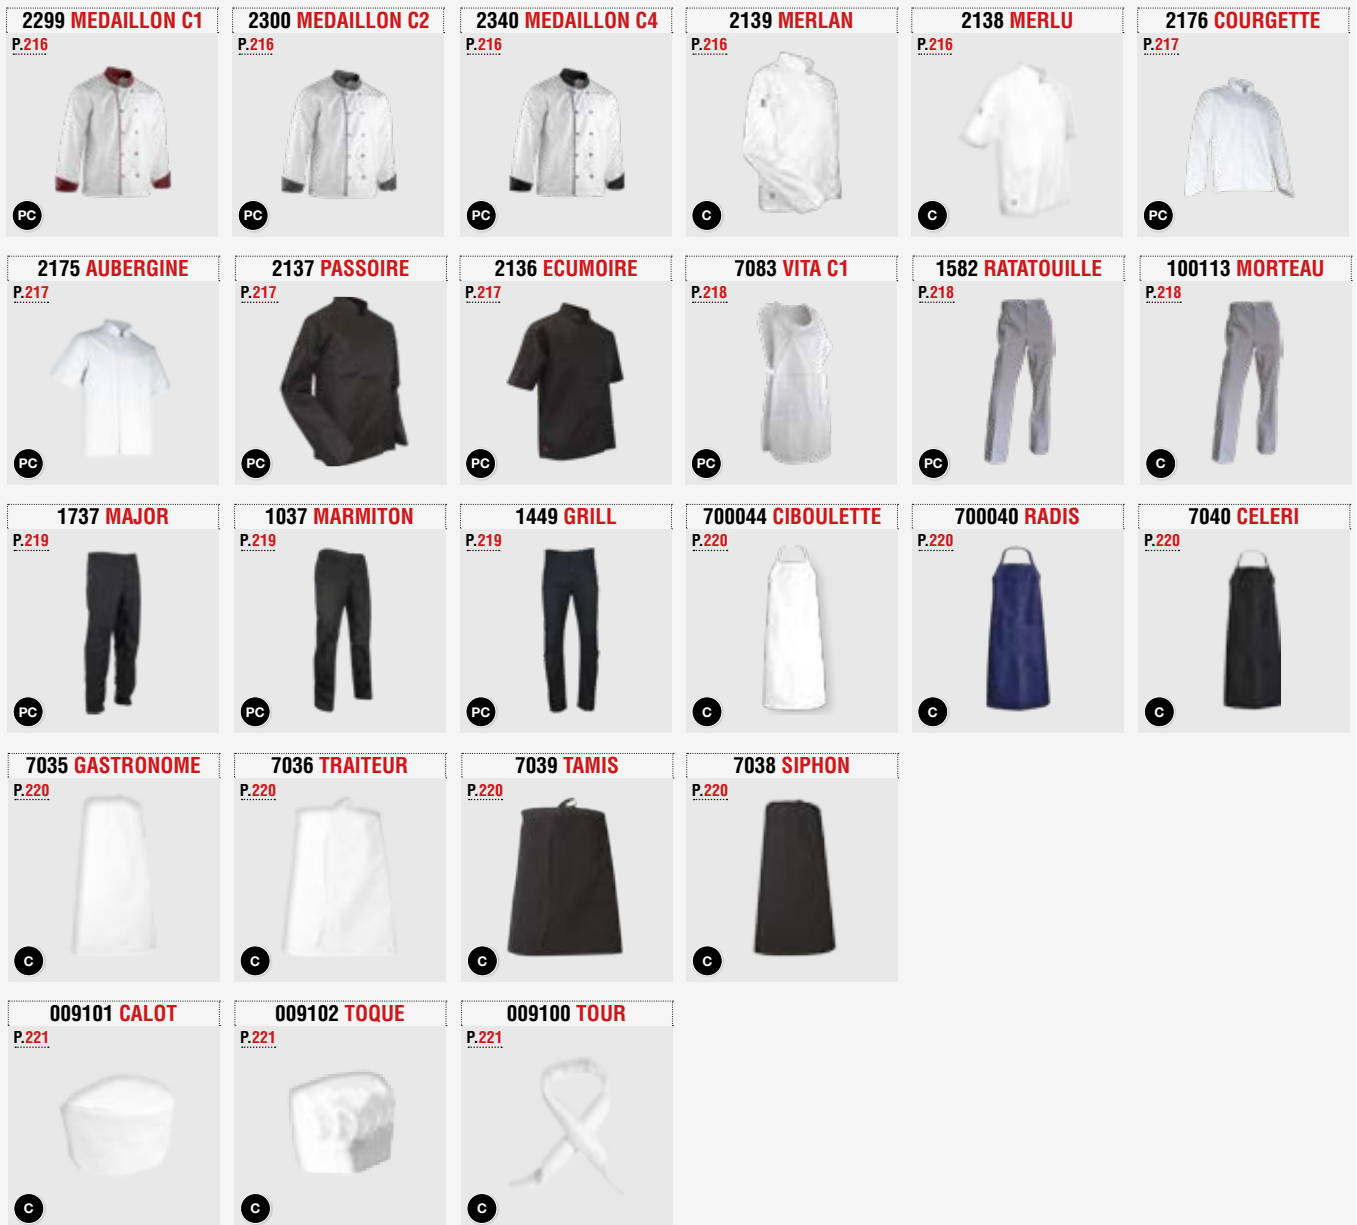 2299 MEDAILLON C1
P.216
PC
2300 MEDAILLON C2
P.216
PC
2340 MEDAILLON C4
P.216
PC
2139 MERLAN
P.216
C
2138 MERLU
P.216
C
2176 COURGETTE
P.217
PC
2175 AUBERGINE
P.217
PC
2137 PASSOIRE
P.217
PC
2136 ECUMOIRE
P.217
PC
7083 VITA C1
P.218
PC
1582 RATATOUILLE
P.218
PC
100113 MORTEAU
P.218
C
1737 MAJOR
P.219
PC
1037 MARMITON
P.219
PC
1449 GRILL
P.219
PC
700044 CIBOULETTE
P.220
C
700040 RADIS
P.220
C
7040 CELERI
P.220
C
7035 GASTRONOME
P.220
C
7036 TRAITEUR
P.220
C
7039 TAMIS
P.220
C
7038 SIPHON
P.220
C
009101 CALOT
P.221
C
009102 TOQUE
P.221
C
009100 TOUR
P.221
C